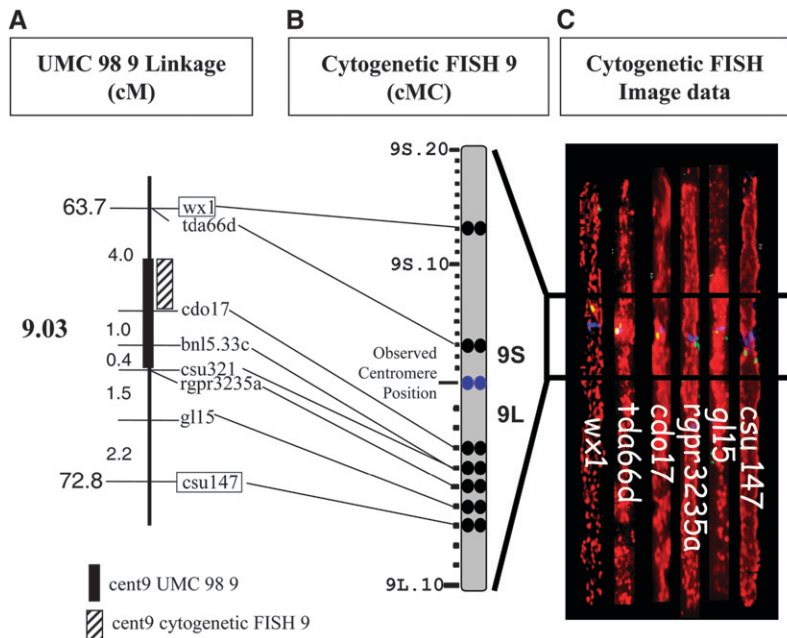 A
UMC 98 9 Linkage
(cM)
B
Cytogenetic FISH 9
(cMC)
C
Cytogenetic FISH
Image data
63.7
wx1
tda66d
4.0
9.03
cdo17
1.0
bnl5.33c
0.4
csu321
rgpr3235a
1.5
gl15
2.2
72.8
csu147
cent9 UMC 98 9
cent9 cytogenetic FISH 9
9S.20
9S.10
Observed
Centromere
Position
9S
9L
9L.10
wx1
tda66d
cdo17
rgpr3235a
gl15
csu 147